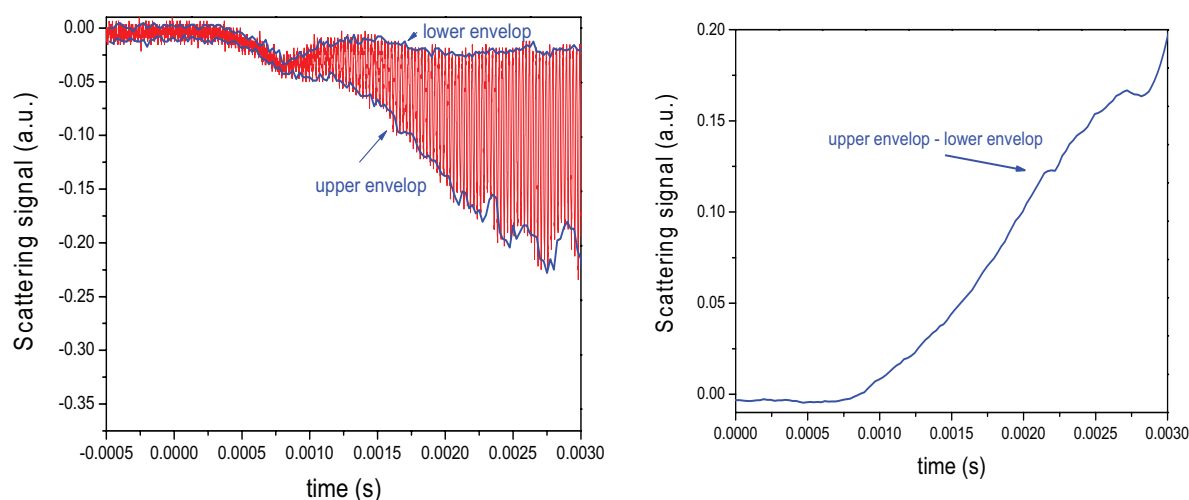 0.00
-0.05
-0.10
-0.15
-0.20
-0.25
-0.30
-0.35
Scattering signal (a.u.)
lower envelop
upper envelop
-0.0005 0.0000 0.0005 0.0010 0.0015 0.0020 0.0025 0.0030
time (s)
0.20
0.15
0.10
0.05
0.00
Scattering signal (a.u.)
upper envelop - lower envelop
0.0000 0.0005 0.0010 0.0015 0.0020 0.0025 0.0030
time (s)